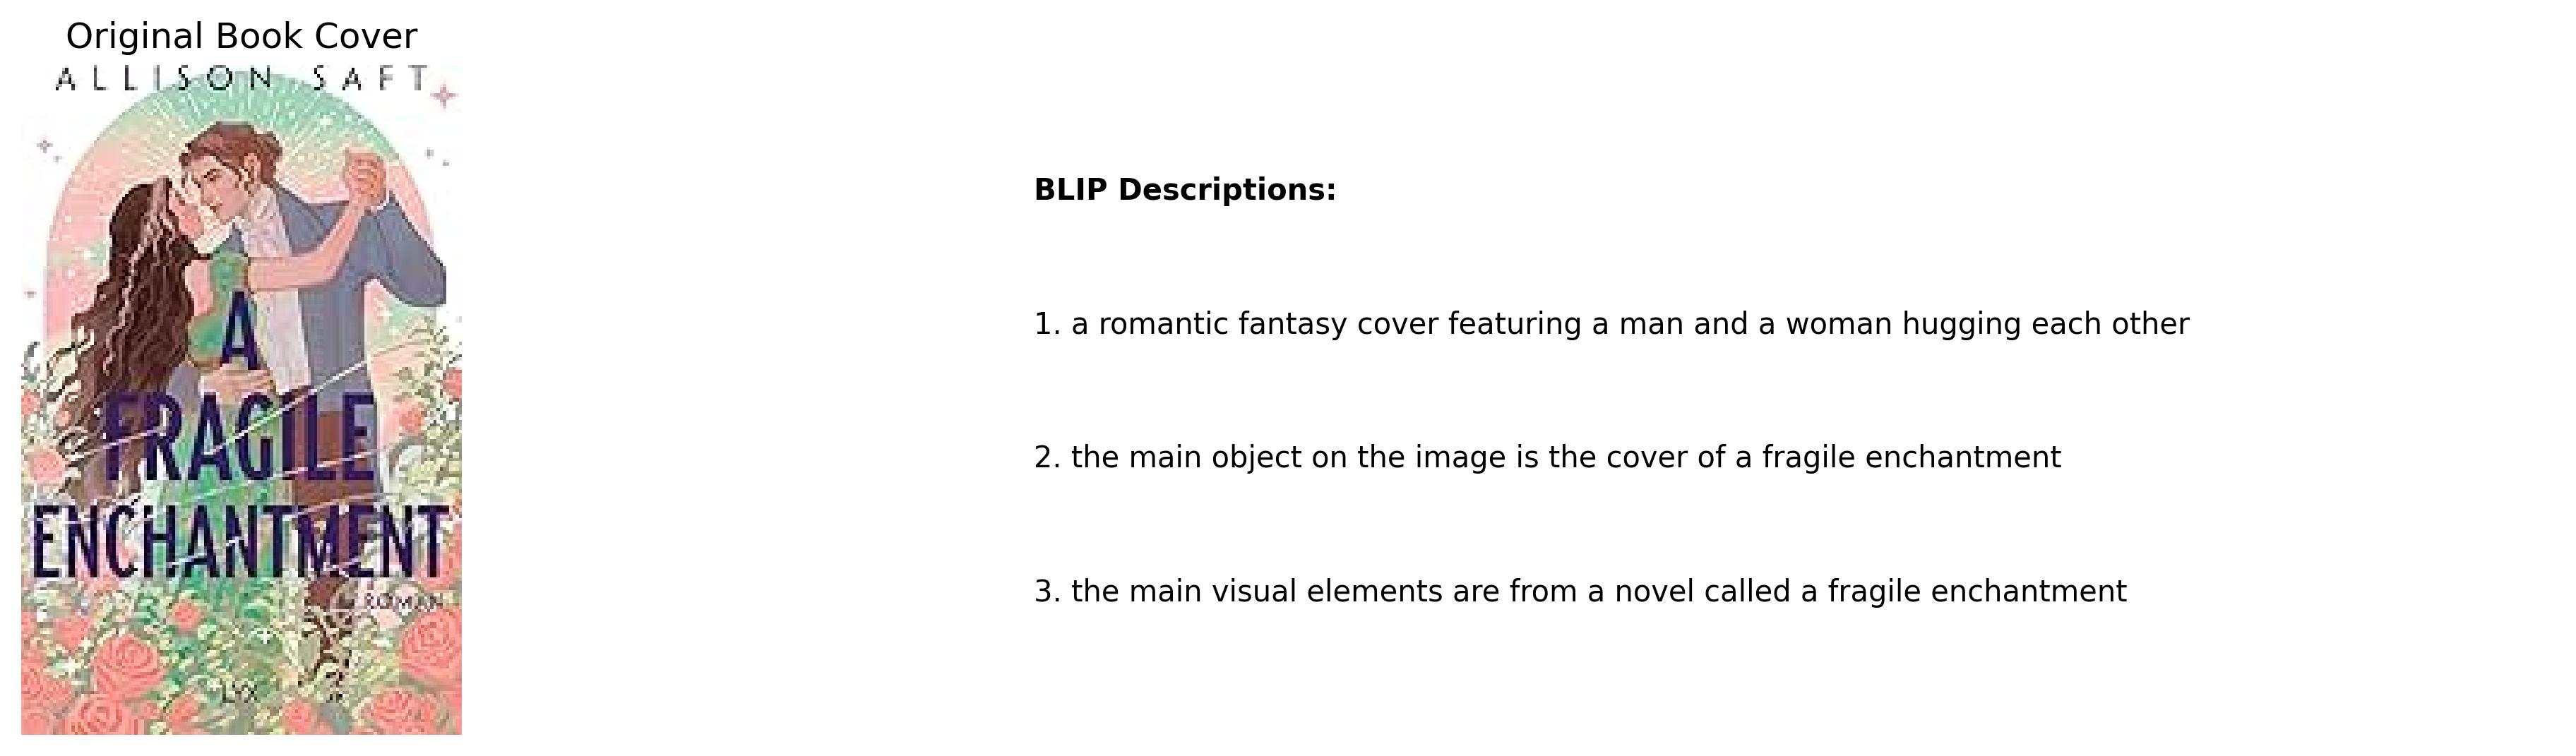 Original Book Cover
ALLISON SAFT
A
FRAGILE
ENCHANTMENT
ROMAN
LYX
BLIP Descriptions:
1. a romantic fantasy cover featuring a man and a woman hugging each other
2. the main object on the image is the cover of a fragile enchantment
3. the main visual elements are from a novel called a fragile enchantment